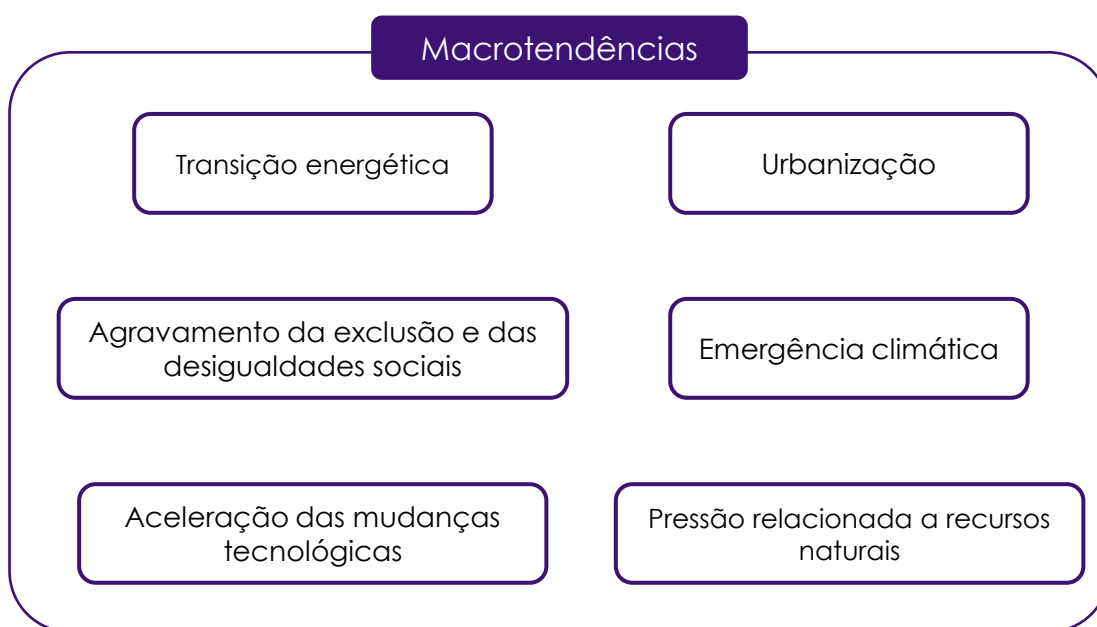 Macrotendências
Transição energética
Urbanização
Agravamento da exclusão e das
desigualdades sociais
Emergência climática
Aceleração das mudanças
tecnológicas
Pressão relacionada a recursos
naturais